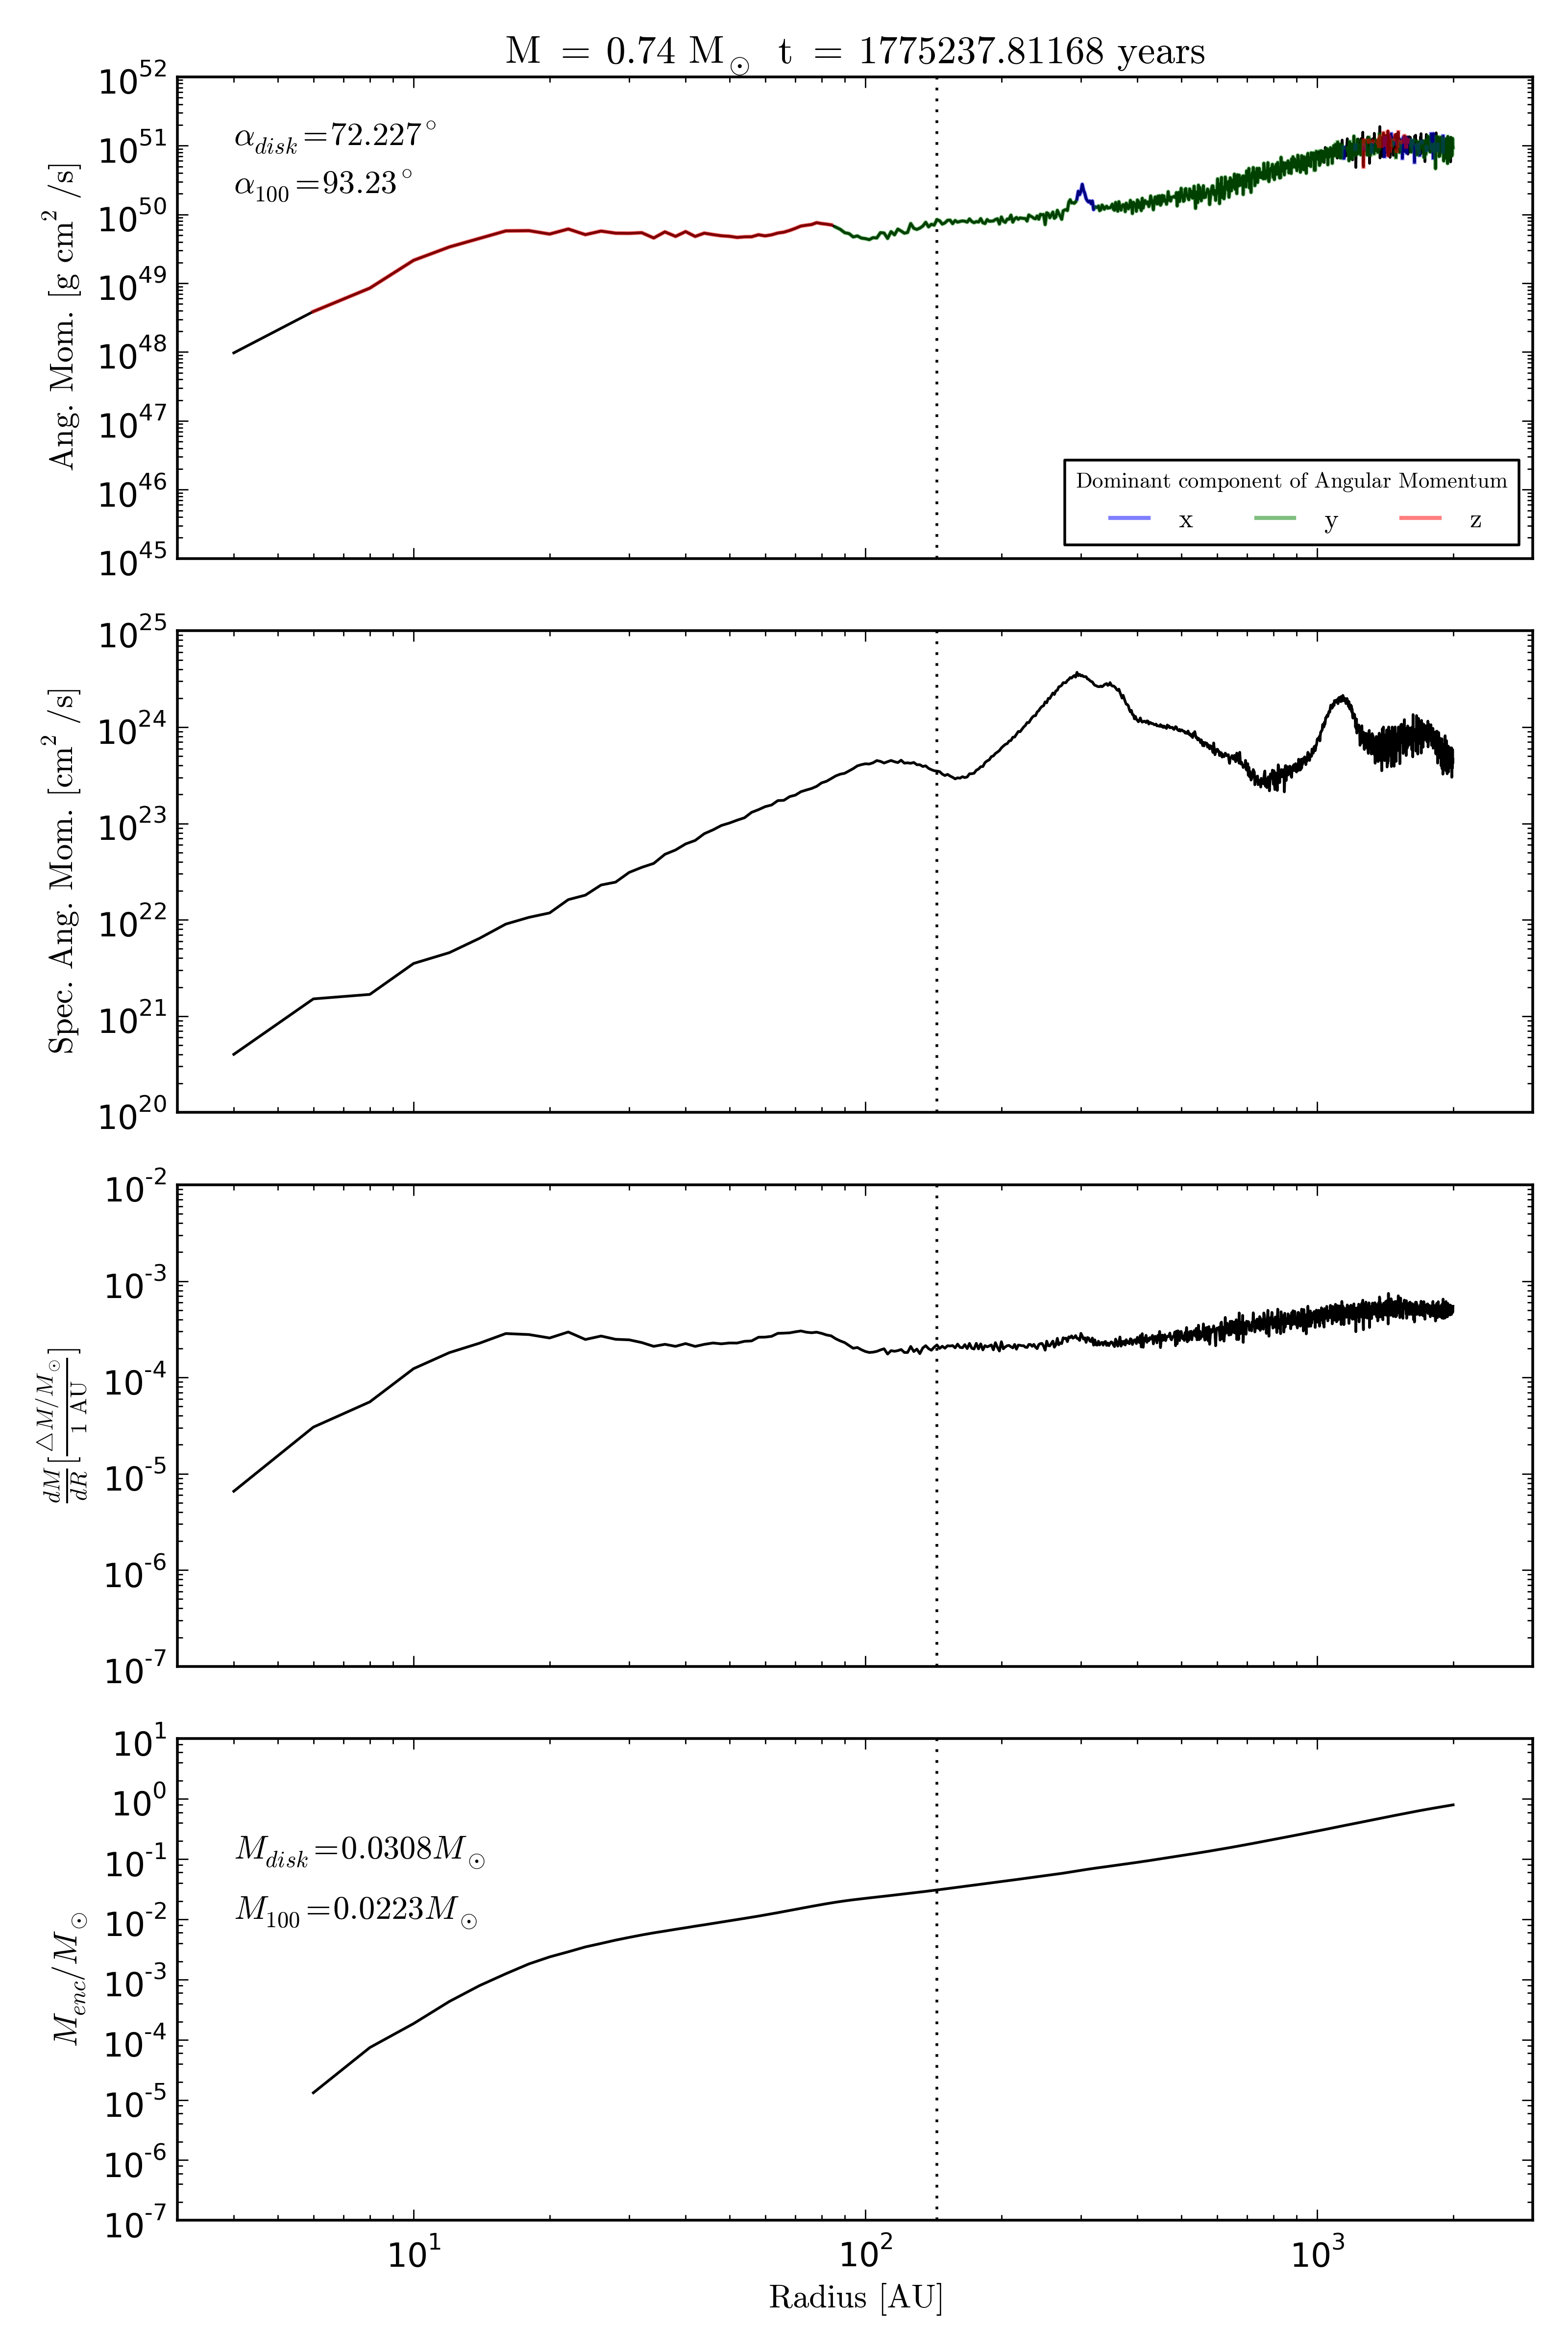 M = 0.74 M⊙ t = 1775237.81168 years
10^52
10^51
10^50
10^49
10^48
10^47
10^46
10^45
Ang. Mom. [g cm^2 /s]
α_disk=72.227°
α_100=93.23°
Dominant component of Angular Momentum
x y z
10^25
10^24
10^23
10^22
10^21
10^20
Spec. Ang. Mom. [cm^2 /s]
10^-2
10^-3
10^-4
10^-5
10^-6
10^-7
dM/dR [△M/M⊙ / 1 AU]
10^1
10^0
10^-1
10^-2
10^-3
10^-4
10^-5
10^-6
10^-7
M_enc/M⊙
M_disk=0.0308M⊙
M_100=0.0223M⊙
10^1 10^2 10^3
Radius [AU]